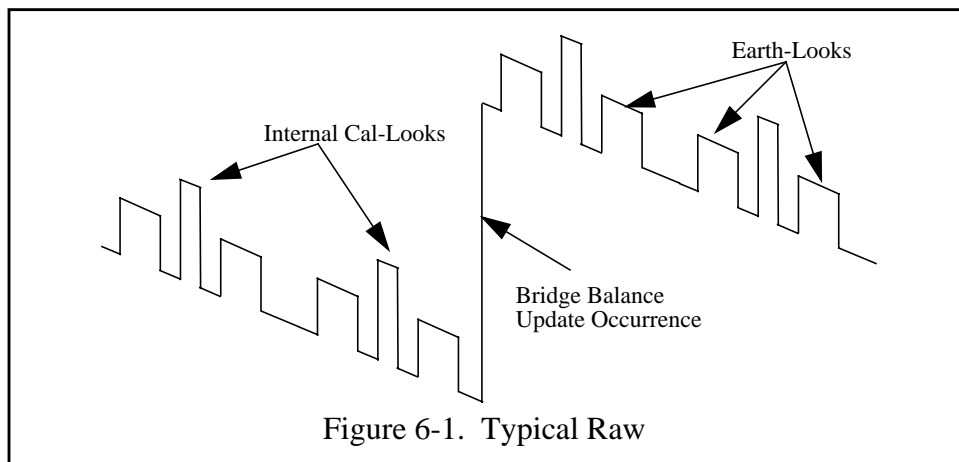 Earth-Looks
Internal Cal-Looks
Bridge Balance
Update Occurrence
Figure 6-1.  Typical Raw